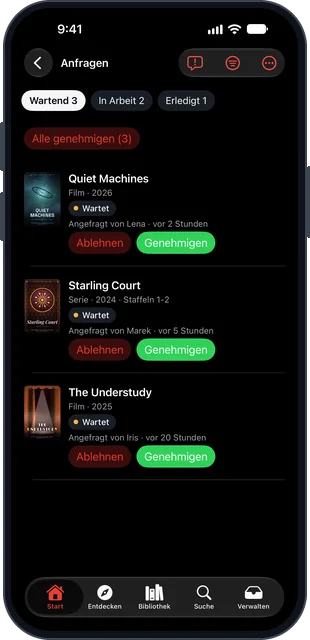 9:41
Anfragen
Wartend 3
In Arbeit 2
Erledigt 1
Alle genehmigen (3)
QUIET
MACHINES
Quiet Machines
Film · 2026
Wartet
Angefragt von Lena · vor 2 Stunden
Ablehnen
Genehmigen
Starling Court
Starling Court
Serie · 2024 · Staffeln 1-2
Wartet
Angefragt von Marek · vor 5 Stunden
Ablehnen
Genehmigen
THE
UNDERSTUDY
The Understudy
Film · 2025
Wartet
Angefragt von Iris · vor 20 Stunden
Ablehnen
Genehmigen
Start
Entdecken
Bibliothek
Suche
Verwalten